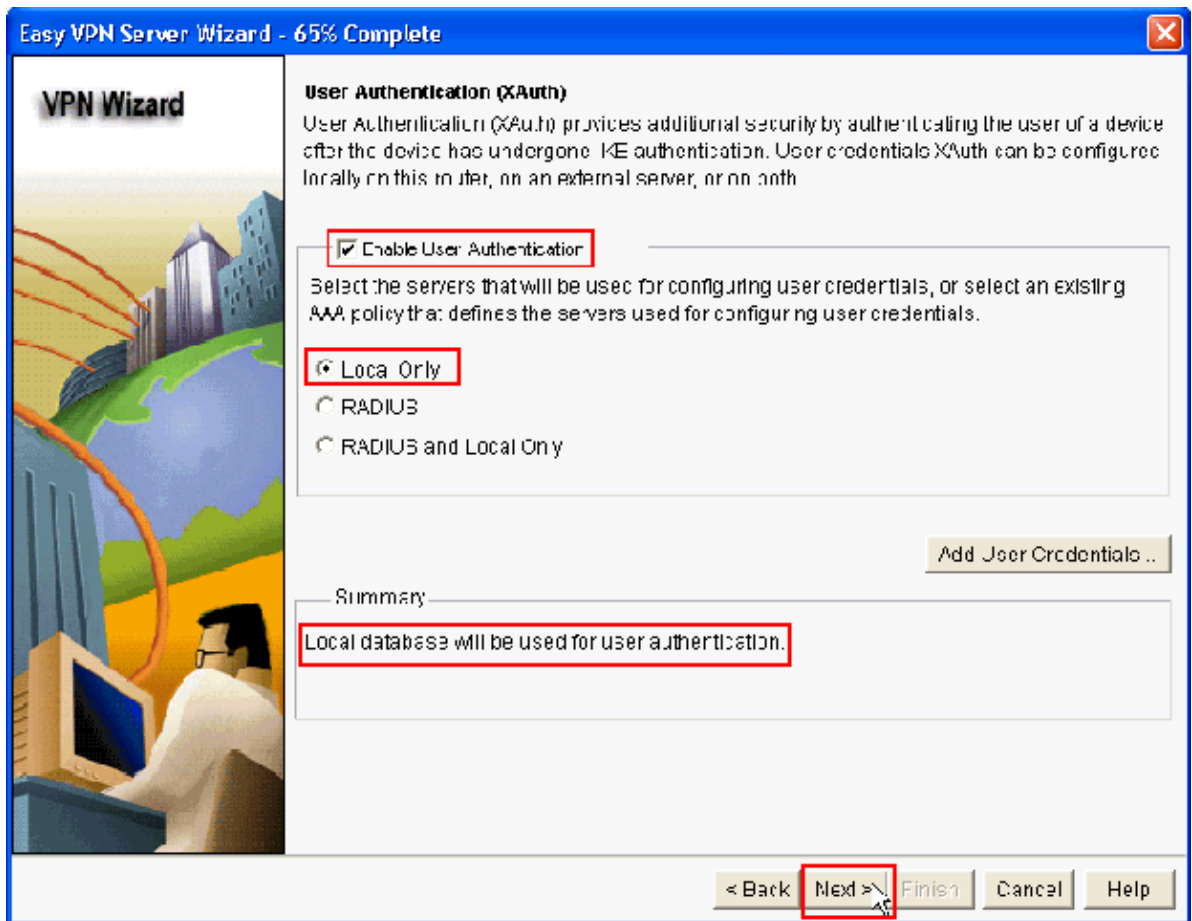 Easy VPN Server Wizard - 65% Complete
VPN Wizard
User Authentication (XAuth)
User Authentication (XAuth) provides additional security by authenticating the user of a device
after the device has undergone IKE authentication. User credentials XAuth can be configured
locally on this router, on an external server, or on both
Enable User Authentication
Select the servers that will be used for configuring user credentials, or select an existing
AAA policy that defines the servers used for configuring user credentials.
Local Only
RADIUS
RADIUS and Local Only
Add User Credentials...
Summary
Local database will be used for user authentication.
< Back
Next >
Finish
Cancel
Help